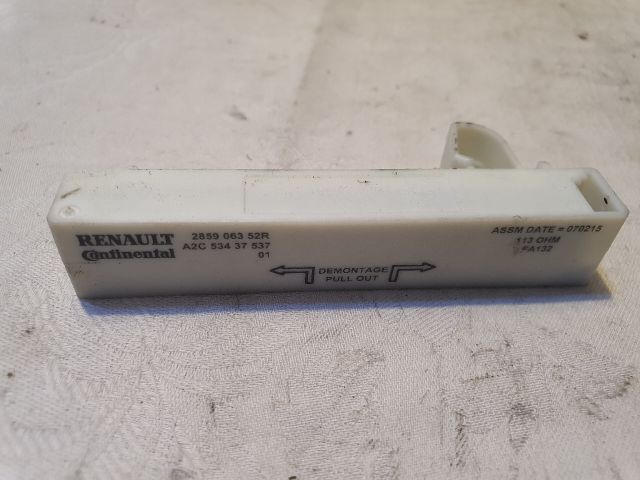 RENAULT 2859 063 52R
Continental A2C 534 37 537
01
DEMONTAGE
PULL OUT
ASSM DATE = 070215
113 OHM
FA132